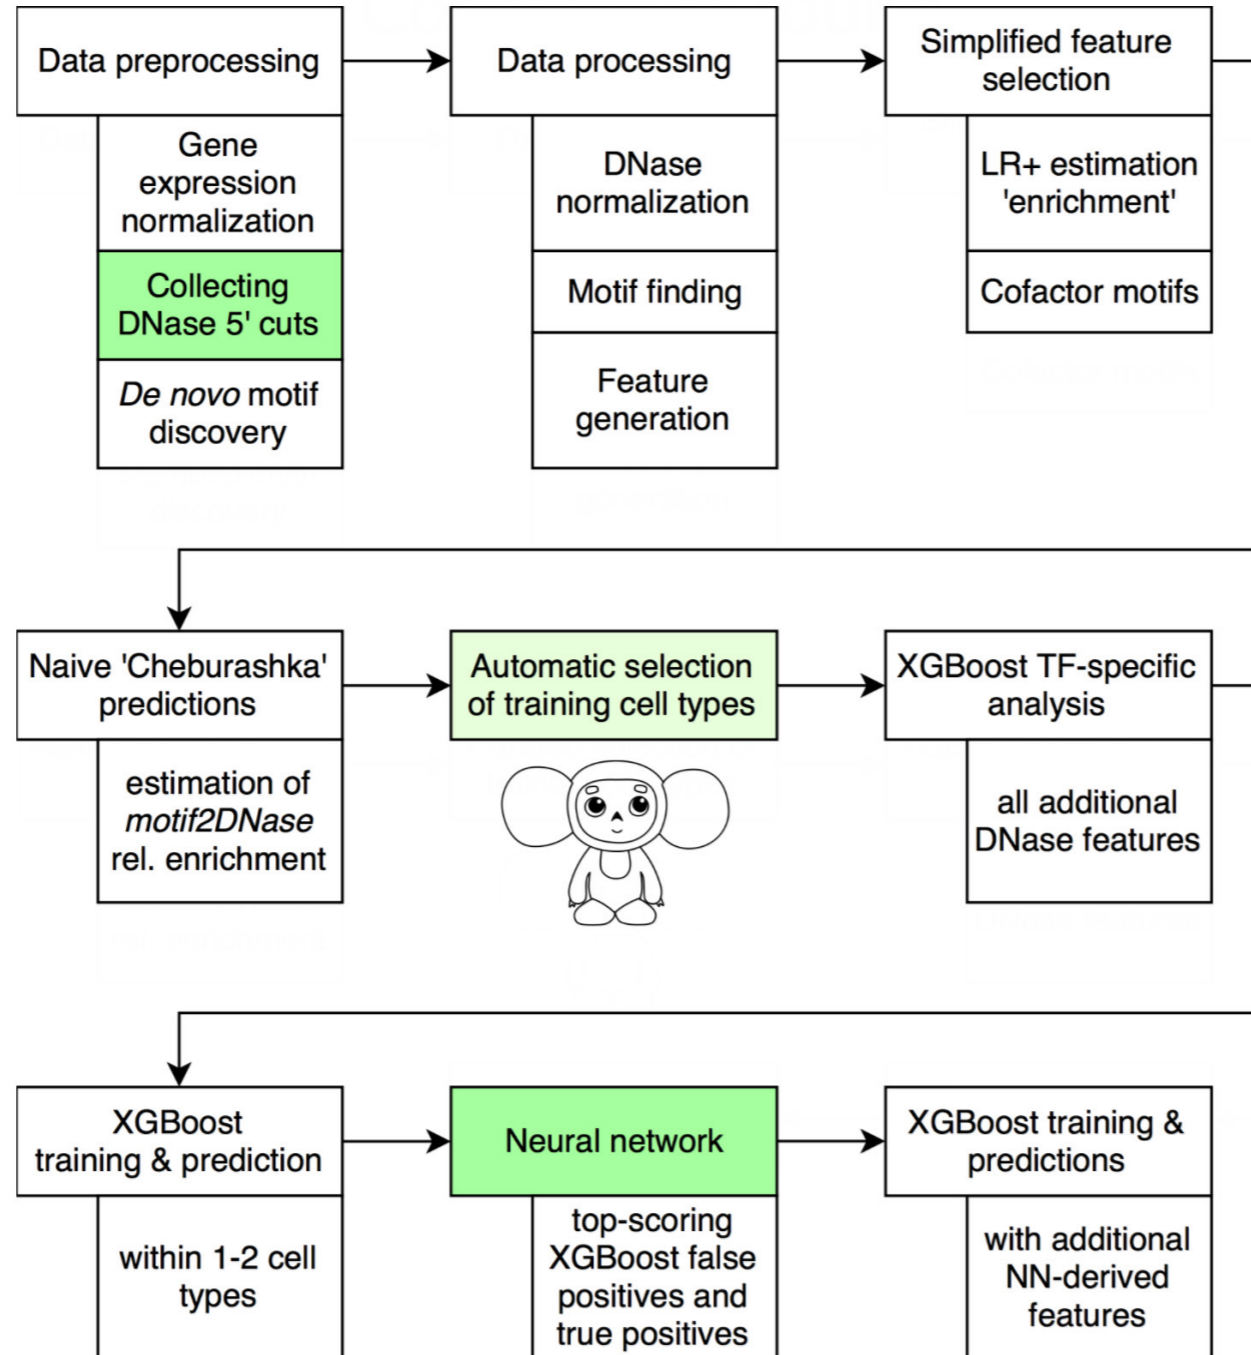 Data preprocessing
Gene
expression
normalization
Collecting
DNase 5' cuts
De novo motif
discovery
Data processing
DNase
normalization
Motif finding
Feature
generation
Simplified feature
selection
LR+ estimation
'enrichment'
Cofactor motifs
Naive 'Cheburashka'
predictions
estimation of
motif2DNase
rel. enrichment
Automatic selection
of training cell types
XGBoost TF-specific
analysis
all additional
DNase features
XGBoost
training & prediction
within 1-2 cell
types
Neural network
top-scoring
XGBoost false
positives and
true positives
XGBoost training &
predictions
with additional
NN-derived
features